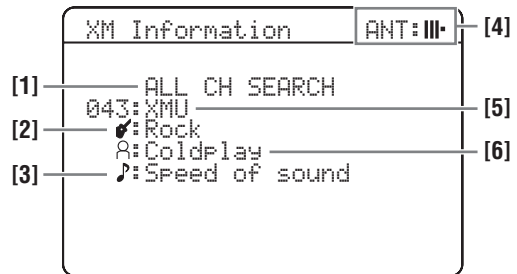 XM Information ANT: [4]
[1] ALL CH SEARCH
043:XMU [5]
[2] :Rock
:Coldplay [6]
[3] :Speed of sound